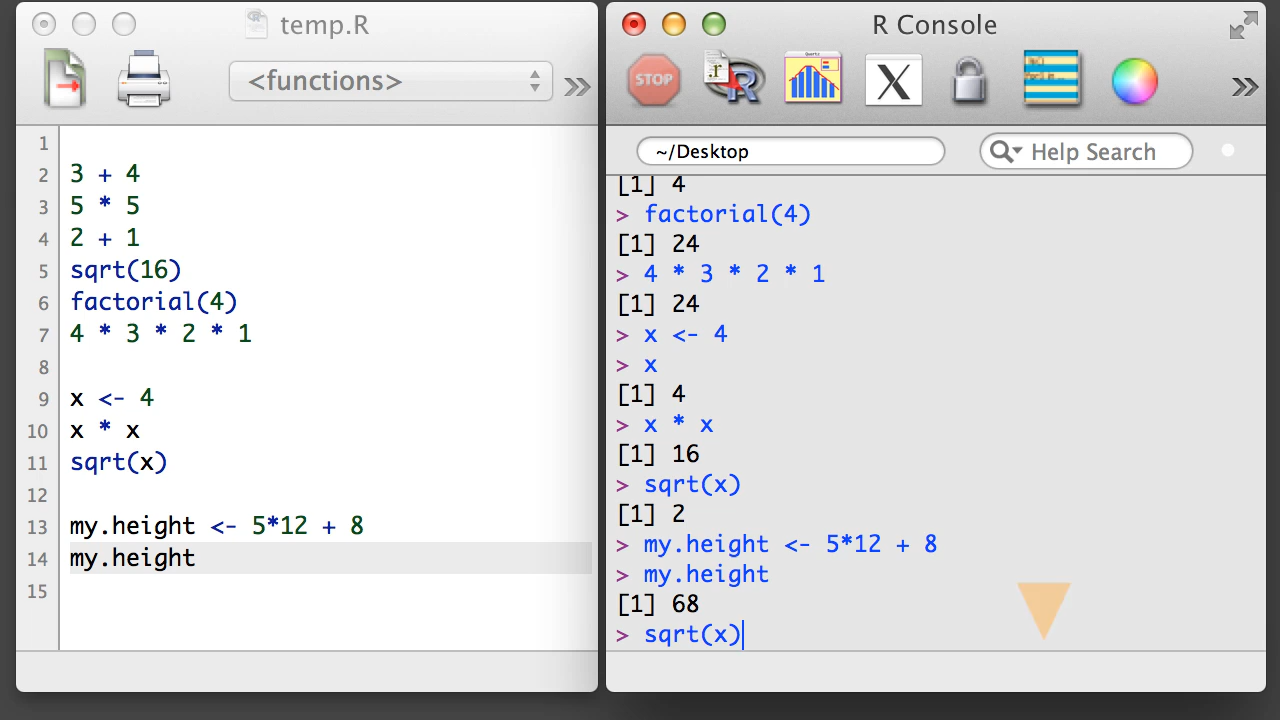 temp.R
<functions>
1
2 3 + 4
3 5 * 5
4 2 + 1
5 sqrt(16)
6 factorial(4)
7 4 * 3 * 2 * 1
8
9 x <- 4
10 x * x
11 sqrt(x)
12
13 my.height <- 5*12 + 8
14 my.height
15
R Console
STOP
~/Desktop
Help Search
[1] 4
> factorial(4)
[1] 24
> 4 * 3 * 2 * 1
[1] 24
> x <- 4
> x
[1] 4
> x * x
[1] 16
> sqrt(x)
[1] 2
> my.height <- 5*12 + 8
> my.height
[1] 68
> sqrt(x)